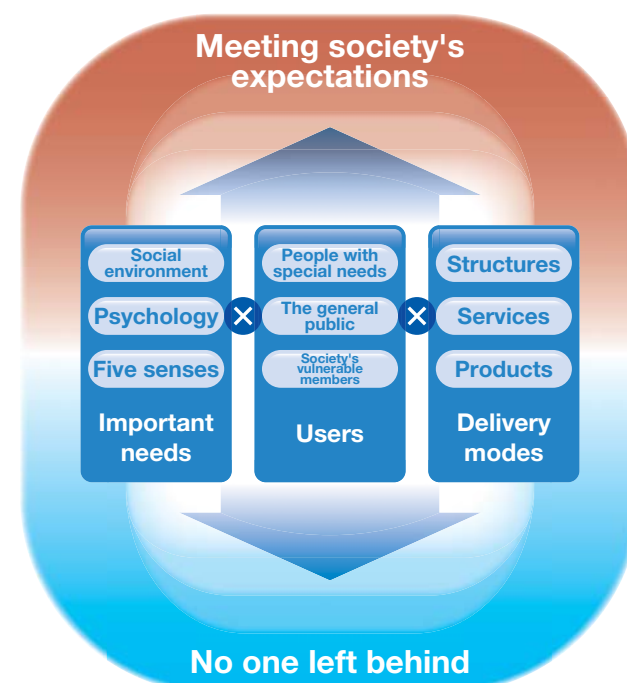 Meeting society's
expectations
Social
environment
Psychology
Five senses
Important
needs
×
People with
special needs
The general
public
Society's
vulnerable
members
Users
×
Structures
Services
Products
Delivery
modes
No one left behind